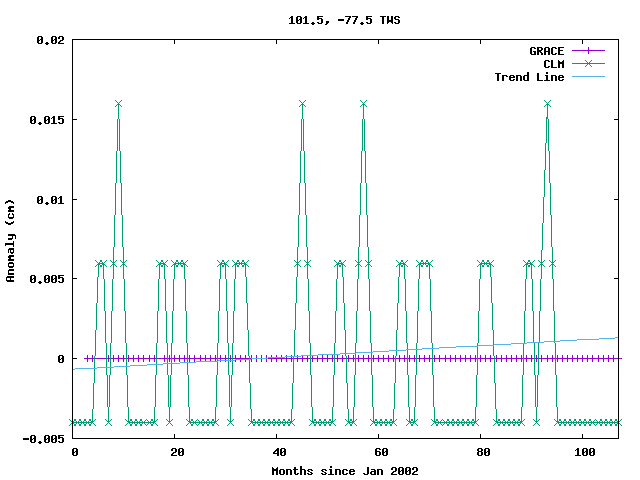 101.5, -77.5 TWS
GRACE
CLM
Trend Line
0.02
0.015
0.01
0.005
0
-0.005
Anomaly (cm)
0 20 40 60 80 100
Months since Jan 2002